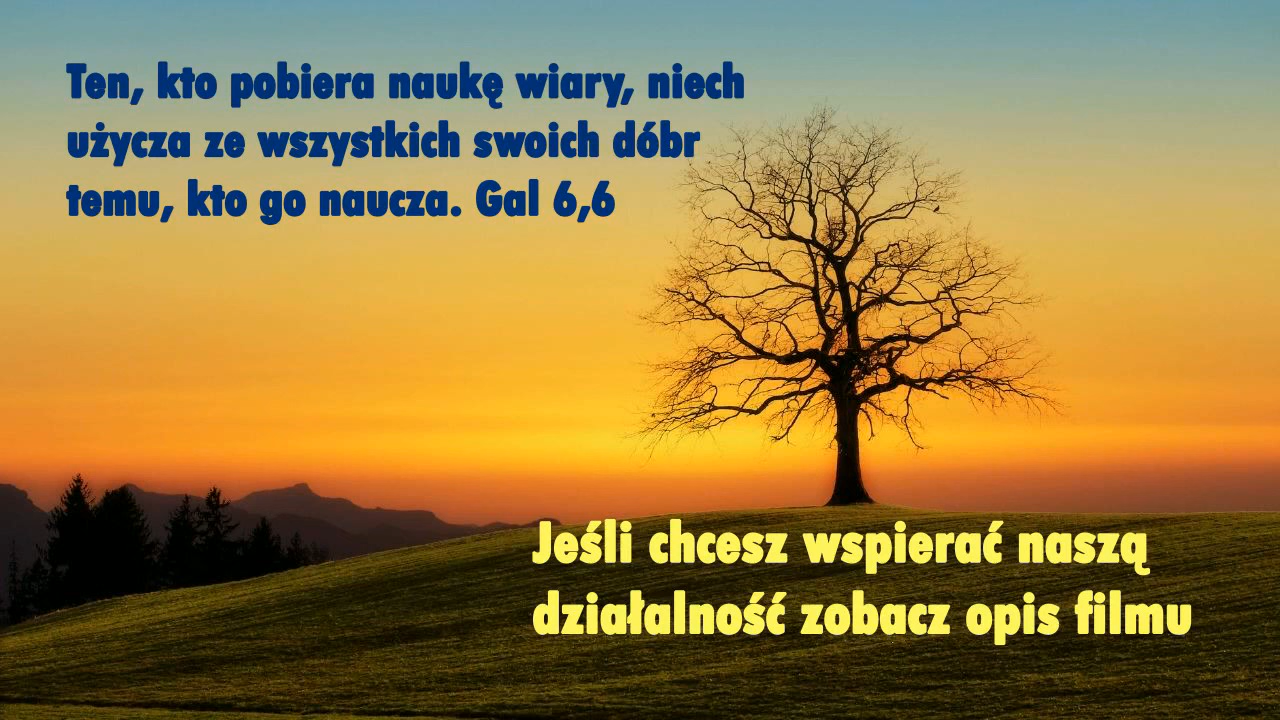 Ten, kto pobiera naukę wiary, niech
użycza ze wszystkich swoich dóbr
temu, kto go naucza. Gal 6,6
Jeśli chcesz wspierać naszą
działalność zobacz opis filmu